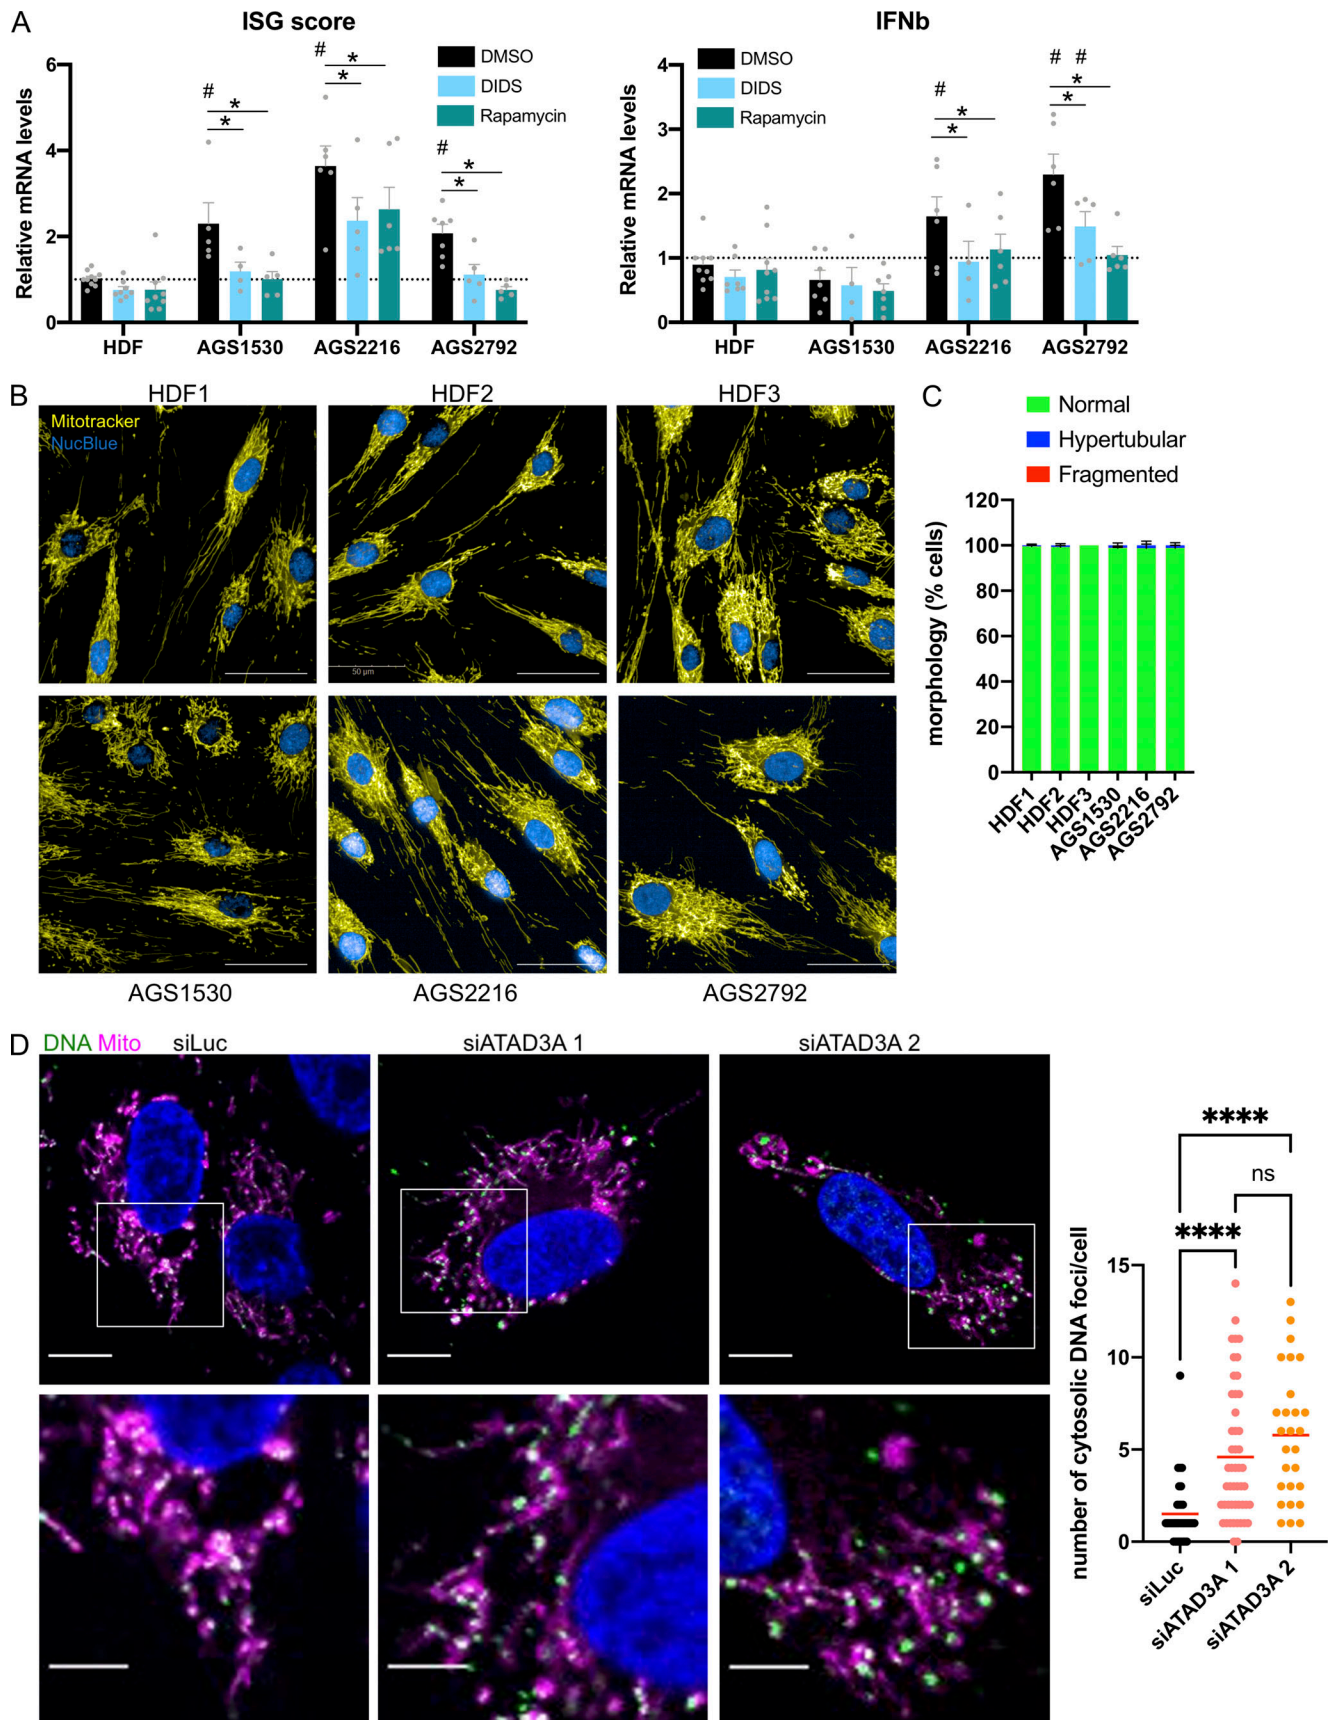 A
ISG score
IFNb
Relative mRNA levels
6
4
2
0
#
*
*
#
*
*
#
*
*
DMSO
DIDS
Rapamycin
HDF
AGS1530
AGS2216
AGS2792
Relative mRNA levels
4
3
2
1
0
DMSO
DIDS
Rapamycin
#
*
*
# #
*
*
HDF
AGS1530
AGS2216
AGS2792
B
HDF1
HDF2
HDF3
Mitotracker
NucBlue
50 µm
AGS1530
AGS2216
AGS2792
C
Normal
Hypertubular
Fragmented
morphology (% cells)
120
100
80
60
40
20
0
HDF1
HDF2
HDF3
AGS1530
AGS2216
AGS2792
D
DNA Mito
siLuc
siATAD3A 1
siATAD3A 2
number of cytosolic DNA foci/cell
****
ns
****
15
10
5
0
siLuc
siATAD3A 1
siATAD3A 2